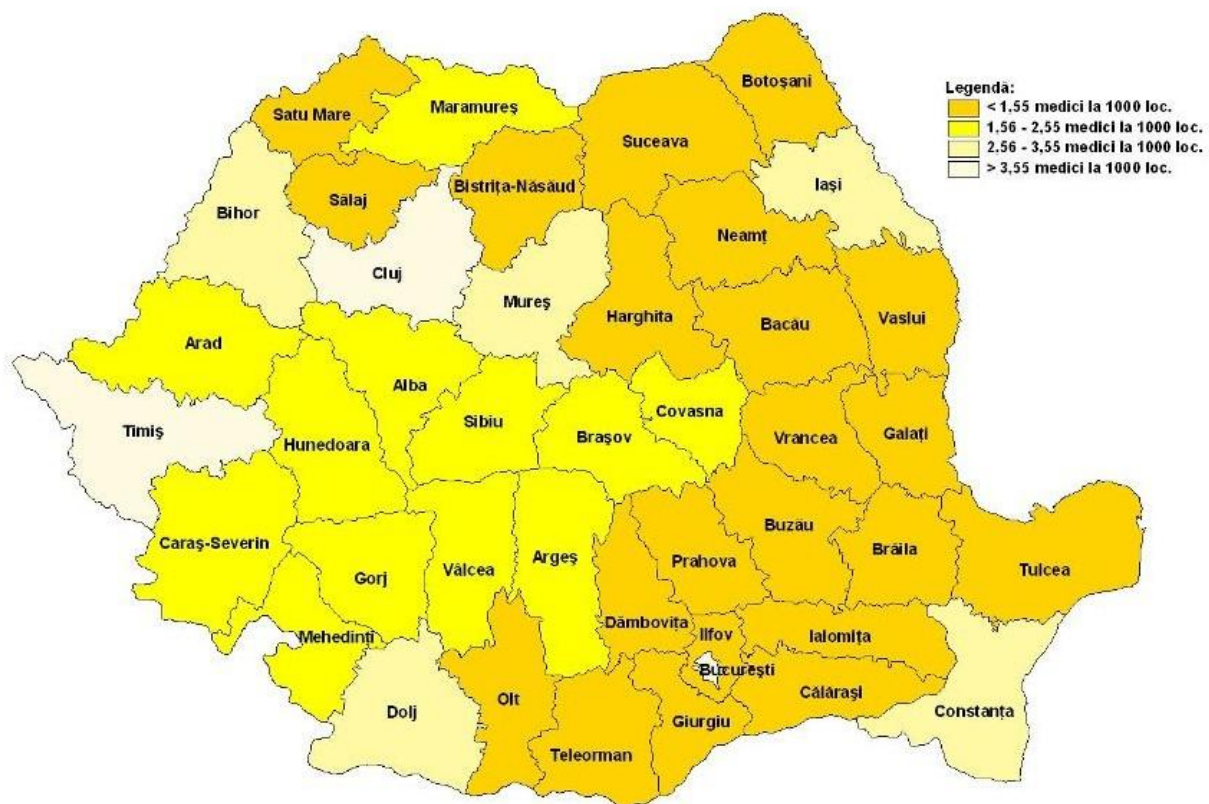 Botoşani
Legendă:
< 1,55 medici la 1000 loc.
1,56 - 2,55 medici la 1000 loc.
2,56 - 3,55 medici la 1000 loc.
> 3,55 medici la 1000 loc.
Satu Mare
Maramureş
Suceava
Bistriţa-Năsăud
Iaşi
Sălaj
Bihor
Neamţ
Cluj
Mureş
Harghita
Bacău
Vaslui
Arad
Alba
Covasna
Timiş
Sibiu
Braşov
Vrancea
Galaţi
Hunedoara
Buzău
Caraş-Severin
Argeş
Prahova
Brăila
Vâlcea
Tulcea
Gorj
Dâmboviţa
Ilfov
Ialomiţa
Mehedinţi
Bucureşti
Călăraşi
Olt
Dolj
Constanţa
Giurgiu
Teleorman